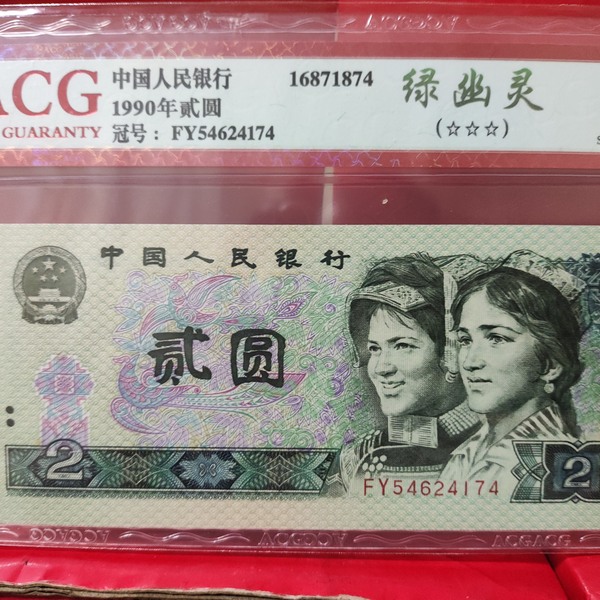 ACG
GUARANTY
中国人民银行
1990年贰圆
冠号：FY54624174
16871874
绿幽灵
(☆☆☆)
中国人民银行
贰圆
2
FY54624174
2
ACGACG